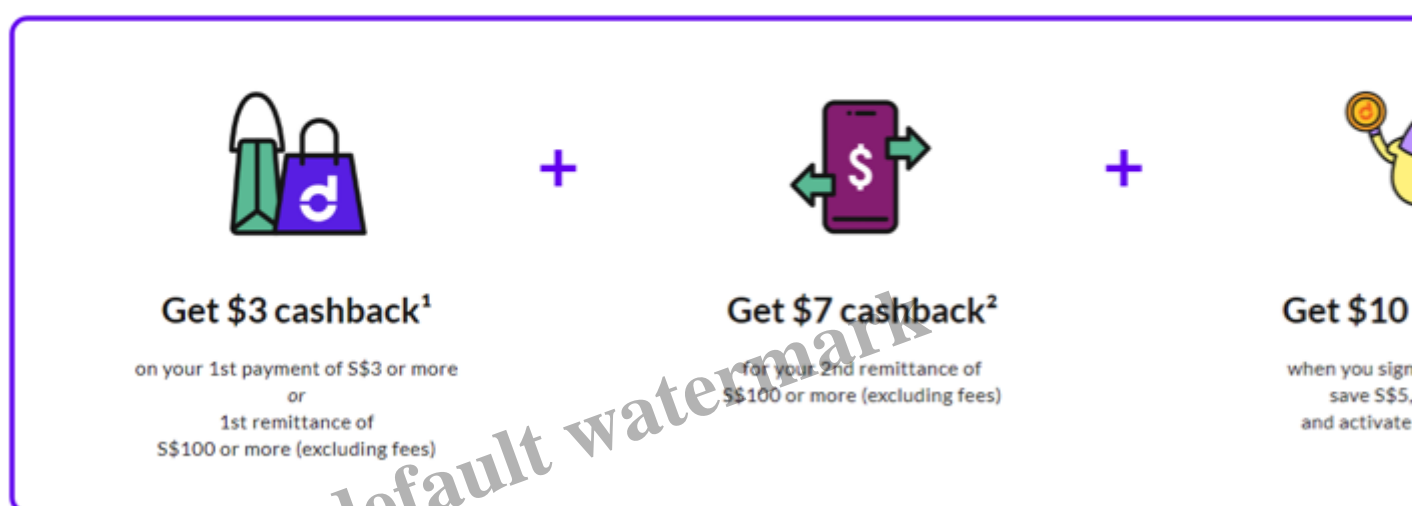 Get $3 cashback¹
on your 1st payment of S$3 or more
or
1st remittance of
S$100 or more (excluding fees)
+
$
Get $7 cashback²
for your 2nd remittance of
S$100 or more (excluding fees)
+
Get $10
when you sign
save S$5,
and activate
default watermark